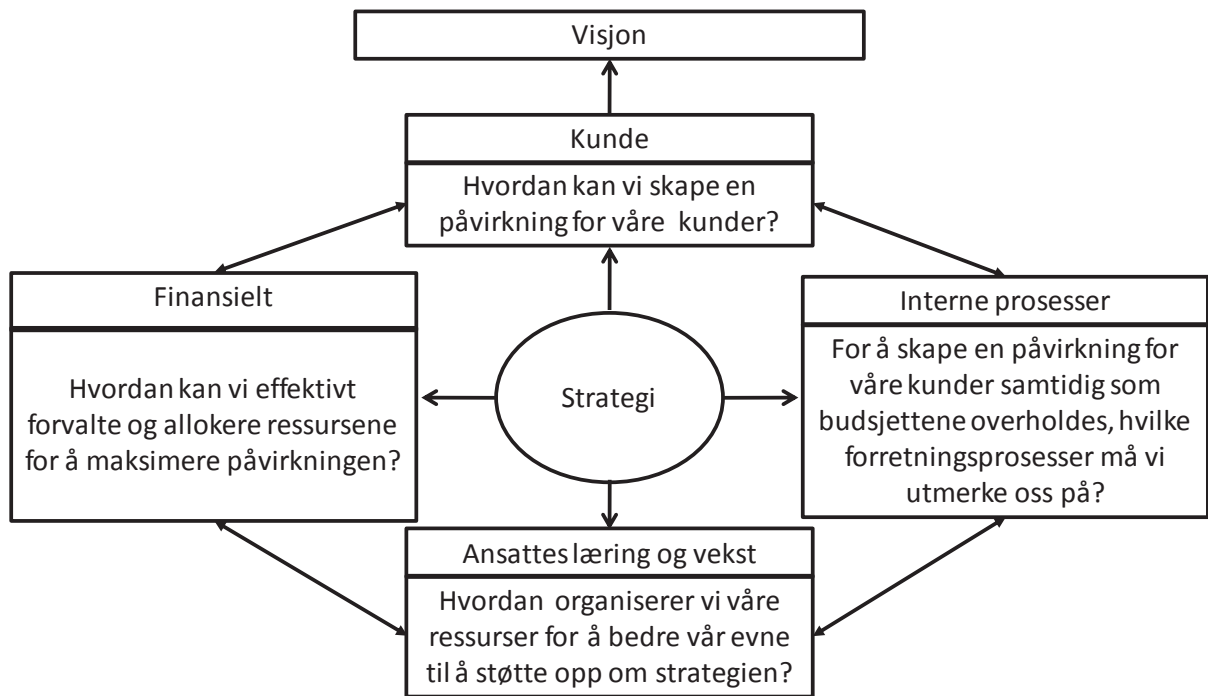 Visjon
Kunde
Hvordan kan vi skape en
påvirkning for våre kunder?
Finansielt
Hvordan kan vi effektivt
forvalte og allokere ressursene
for å maksimere påvirkningen?
Strategi
Interne prosesser
For å skape en påvirkning for
våre kunder samtidig som
budsjettene overholdes, hvilke
forretningsprosesser må vi
utmerke oss på?
Ansattes læring og vekst
Hvordan organiserer vi våre
ressurser for å bedre vår evne
til å støtte opp om strategien?